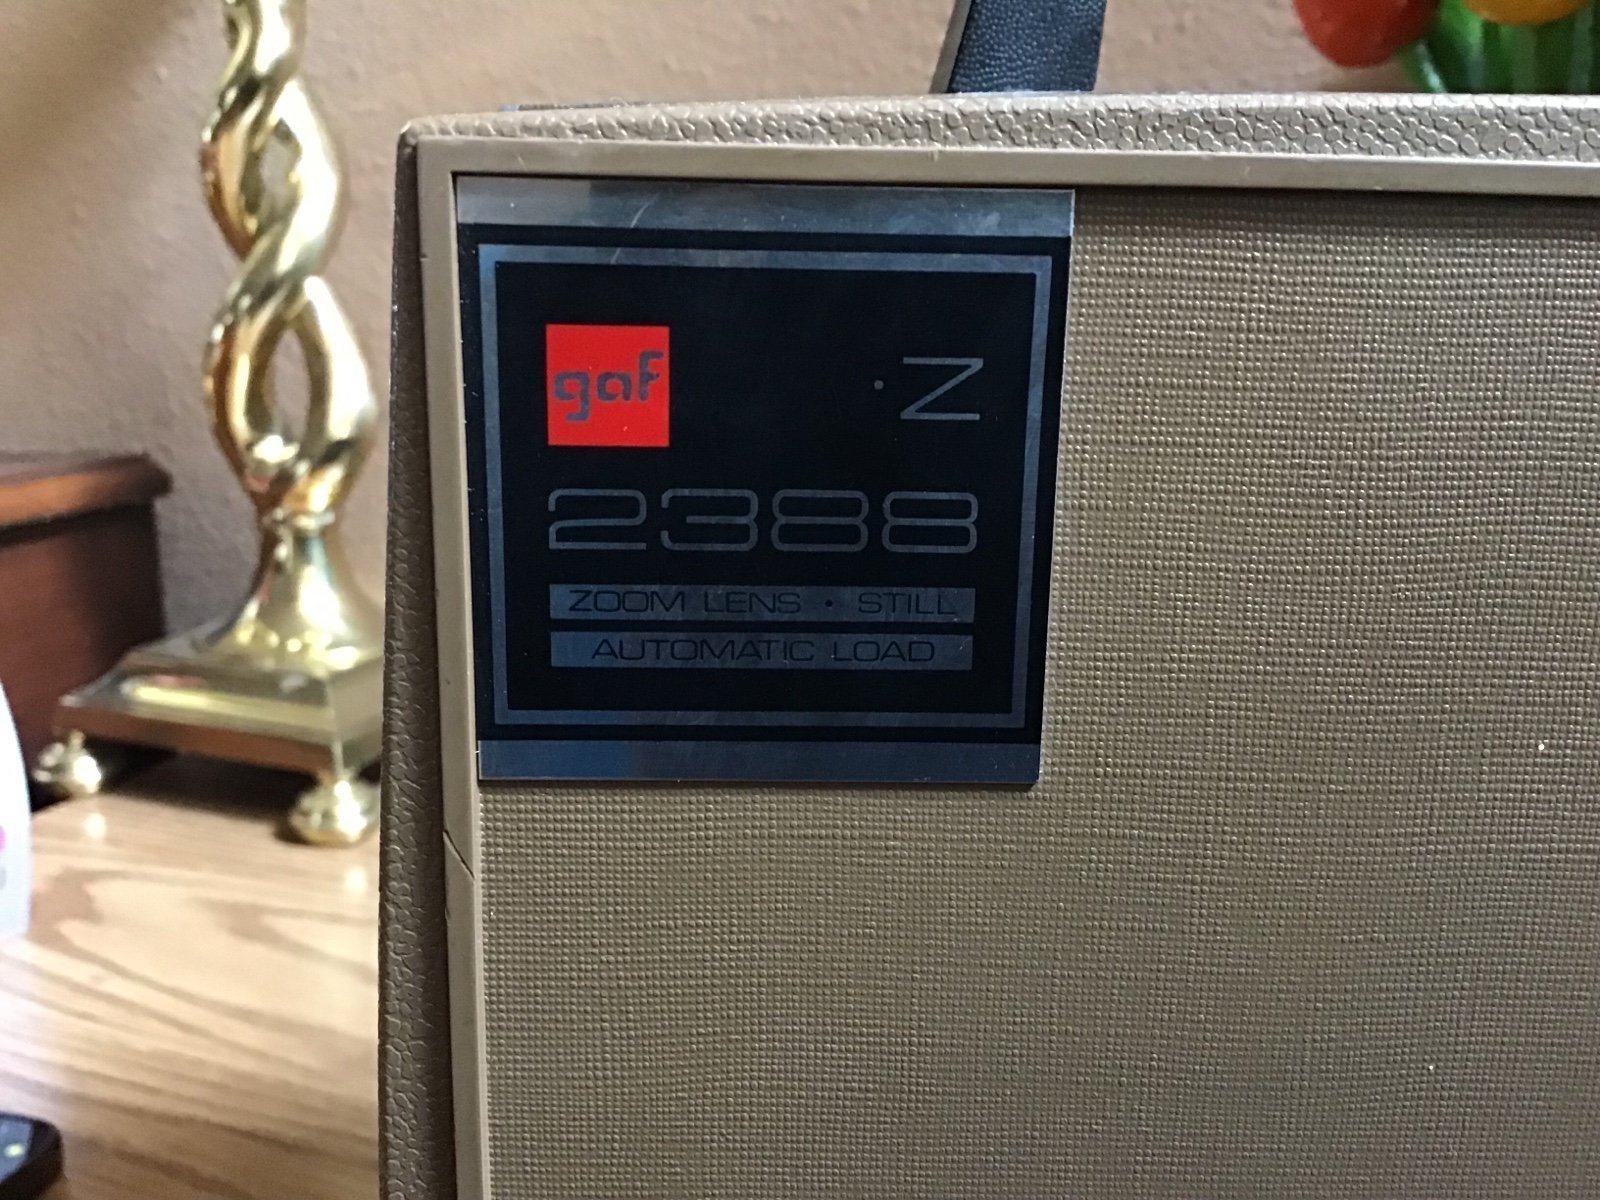 gaf
· Z
2388
ZOOM LENS · STILL
AUTOMATIC LOAD